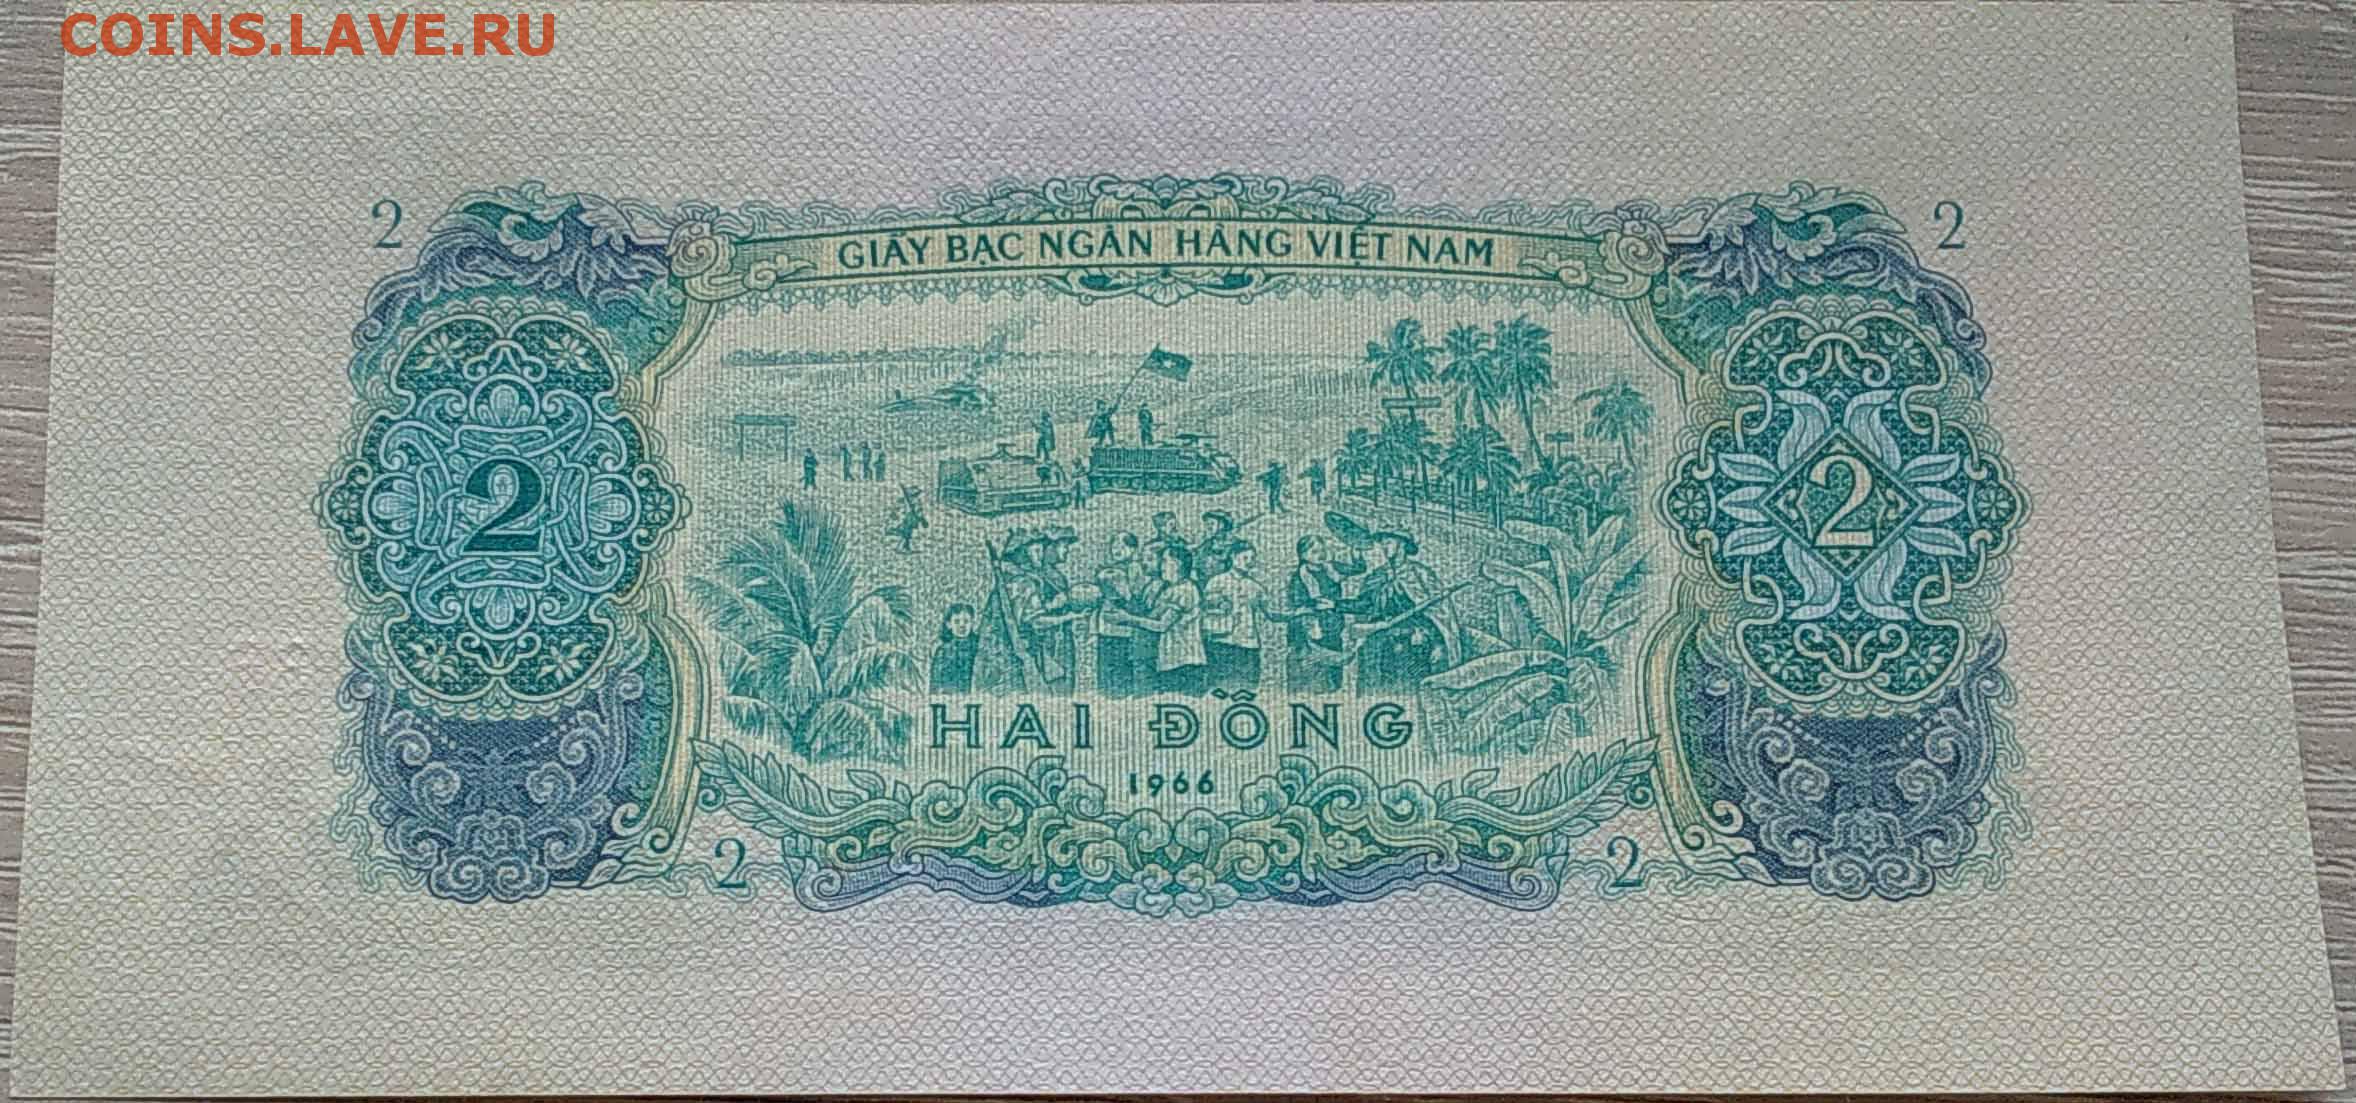 COINS.LAVE.RU
2 2
GIẤY BẠC NGÂN HÀNG VIỆT NAM
2 2
HAI ĐỒNG
1966
2 2